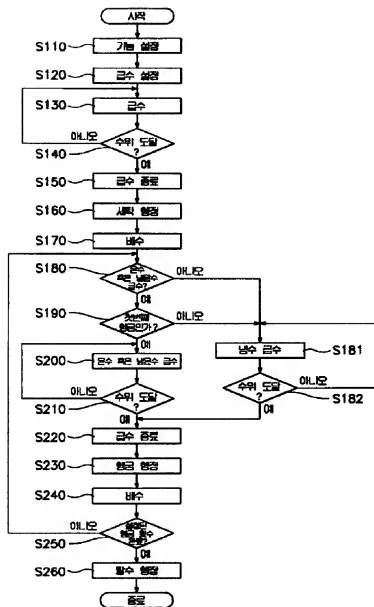 시작
S110
기능 설정
S120
급수 설정
S130
급수
아니오
수위 도달
?
S140
예
S150
급수 종료
S160
세탁 행정
S170
배수
S180
온수
혹은 냉온수
급수?
아니오
예
S190
첫번째
헹굼인가?
아니오
예
S200
온수 혹은 냉온수 급수
냉수 급수
S181
아니오
수위 도달
?
S210
예
수위 도달
?
아니오
S182
예
S220
급수 종료
S230
헹굼 행정
S240
배수
아니오
헹굼 횟수
S250
예
S260
탈수 행정
종료